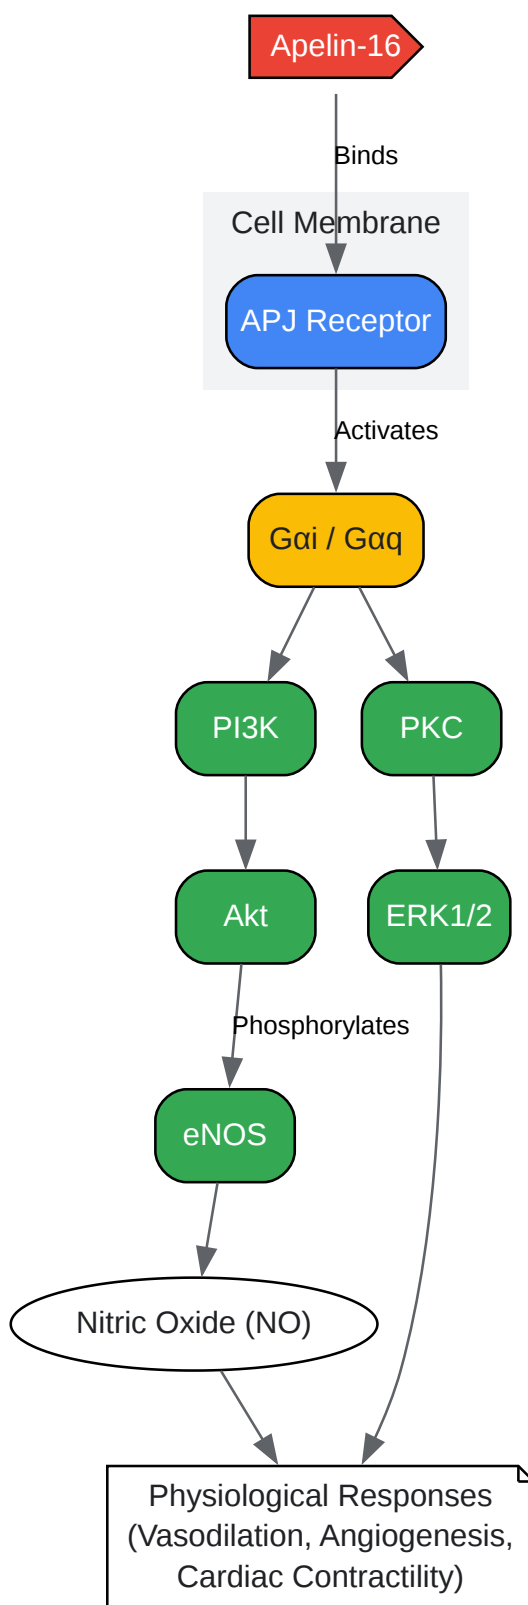 Apelin-16
Binds
Cell Membrane
APJ Receptor
Activates
Gαi / Gαq
PI3K
PKC
Akt
ERK1/2
Phosphorylates
eNOS
Nitric Oxide (NO)
Physiological Responses
(Vasodilation, Angiogenesis,
Cardiac Contractility)